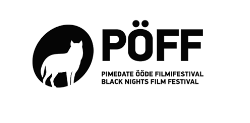 PÖFF
PIMEDATE ÖÖDE FILMIFESTIVAL
BLACK NIGHTS FILM FESTIVAL